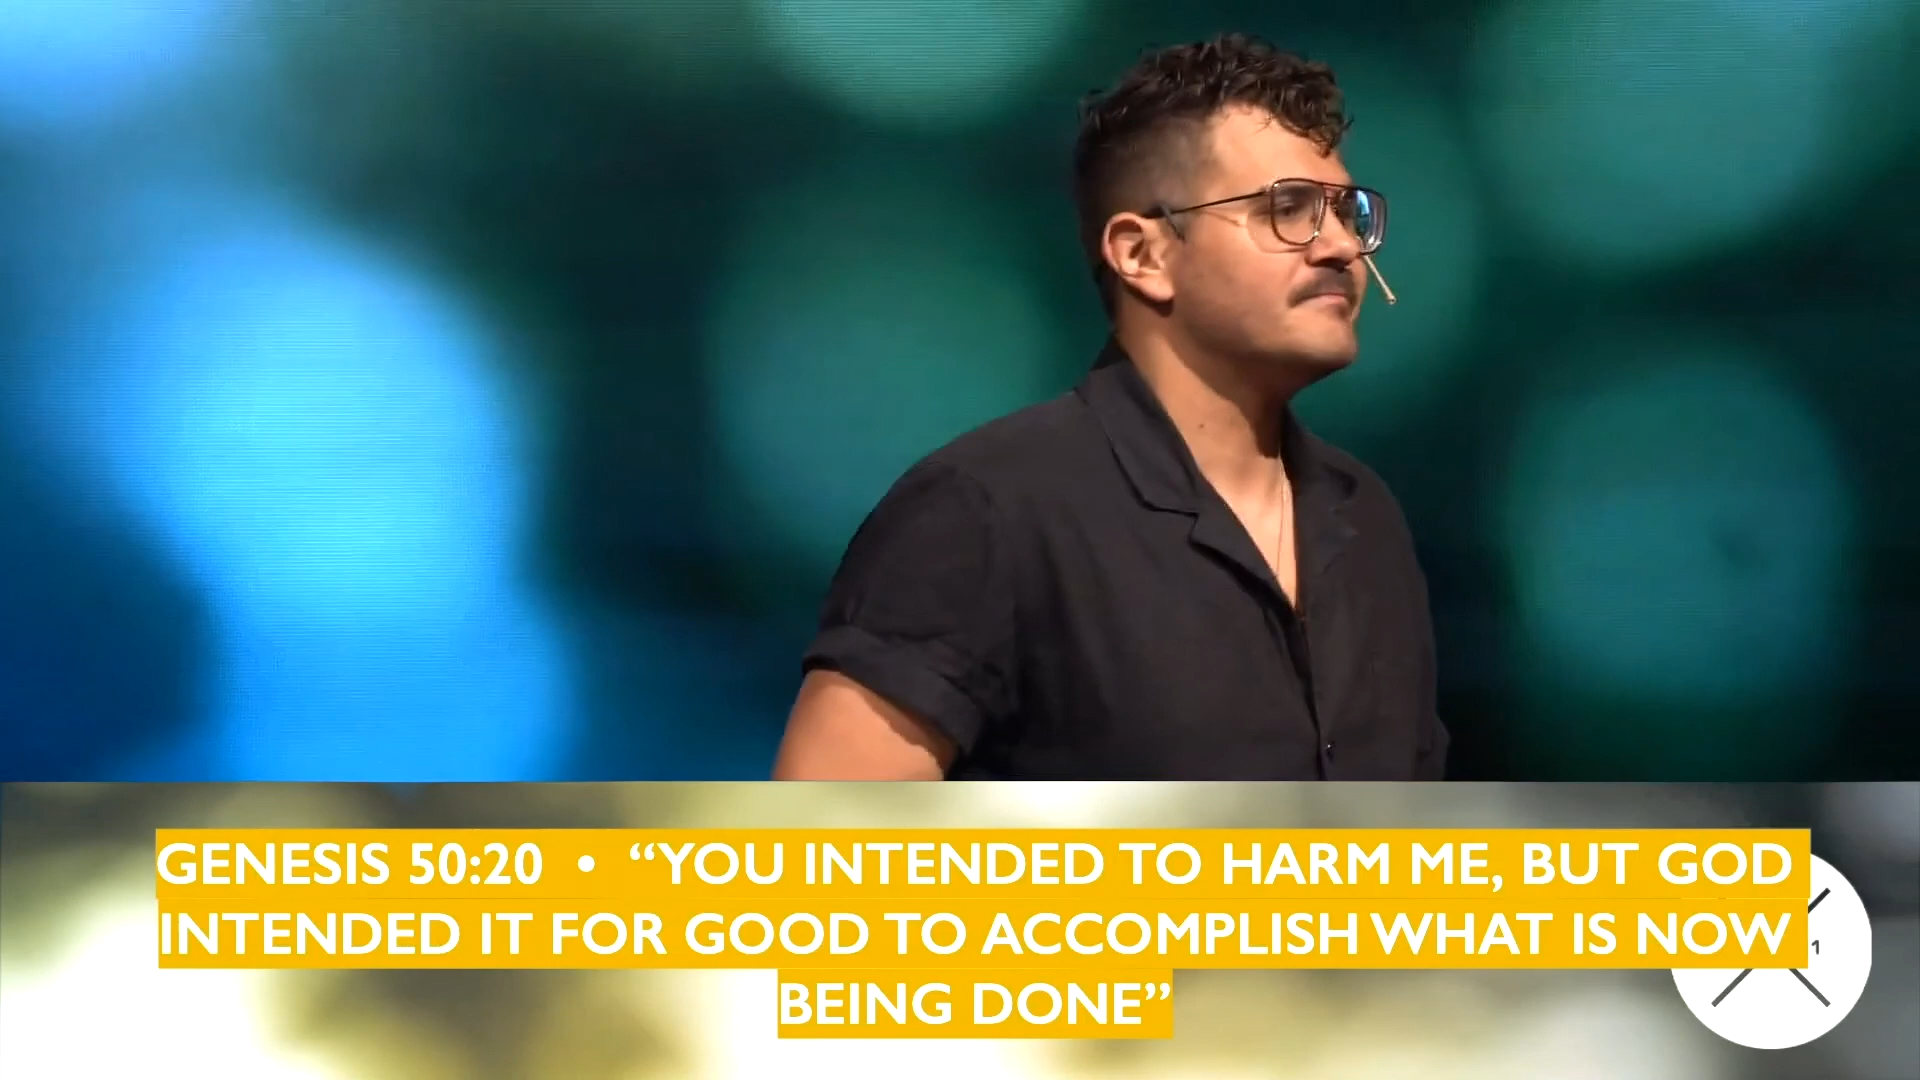 GENESIS 50:20 • “YOU INTENDED TO HARM ME, BUT GOD
INTENDED IT FOR GOOD TO ACCOMPLISH WHAT IS NOW
BEING DONE”
1